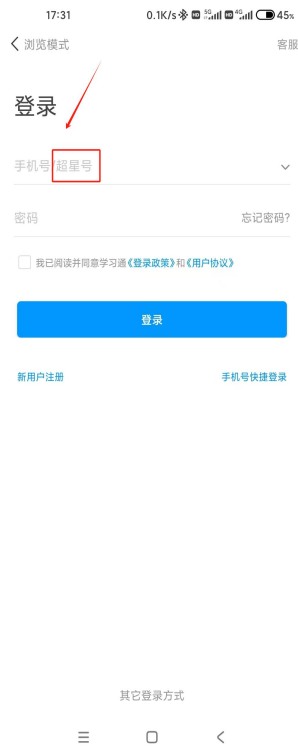 17:31 0.1K/s 5G 4G 45%
浏览模式 客服
登录
手机号/超星号
密码 忘记密码?
我已阅读并同意学习通《登录政策》和《用户协议》
登录
新用户注册 手机号快捷登录
其它登录方式